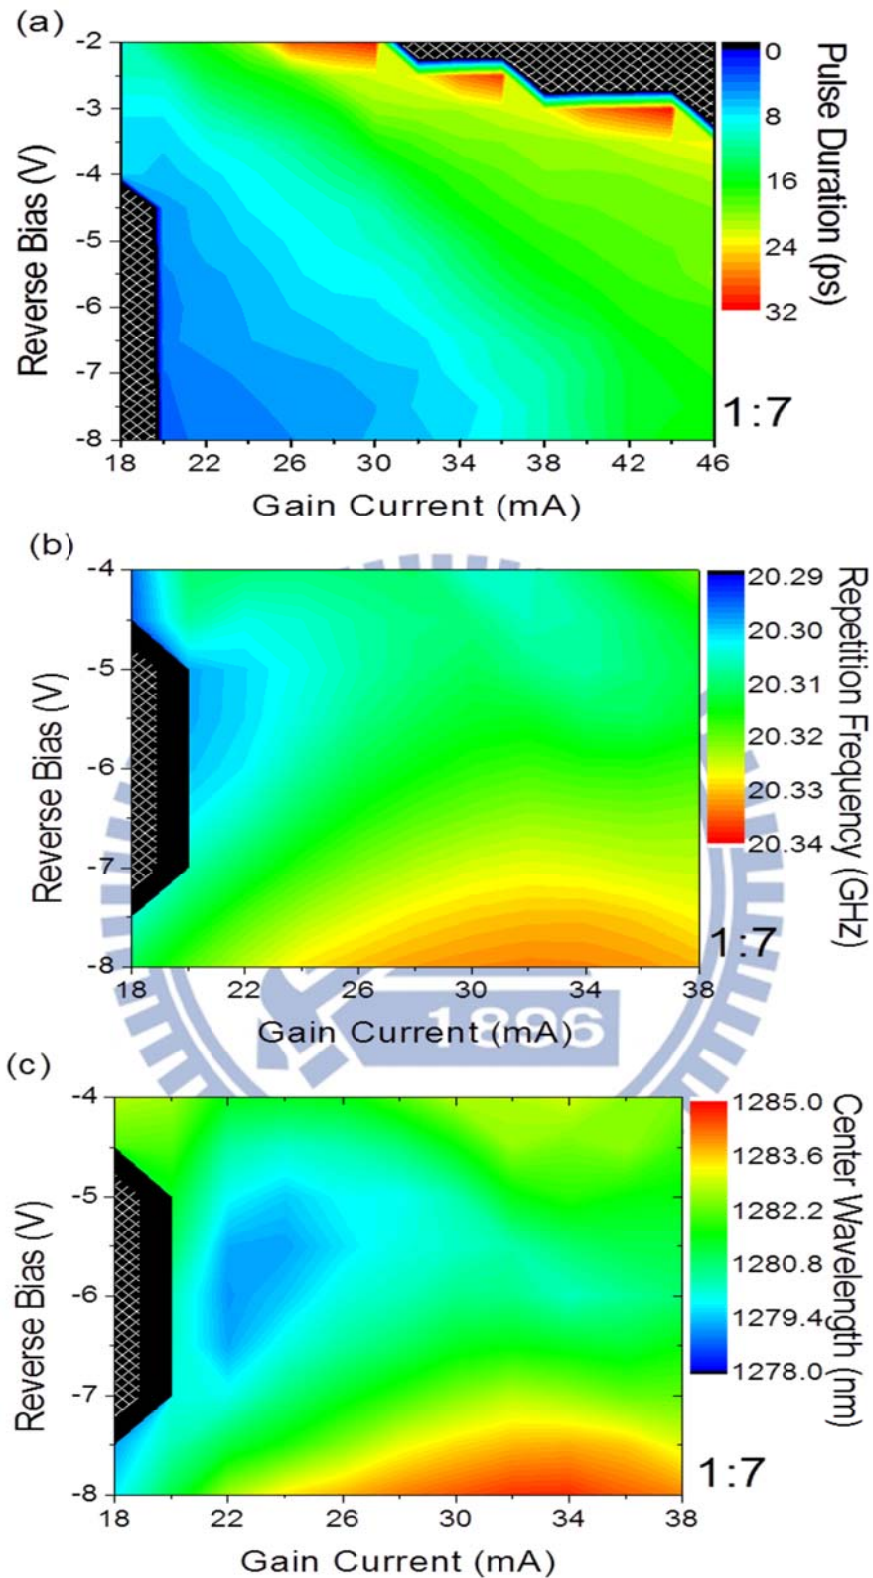 (a)
-2
-3
-4
-5
-6
-7
-8
Reverse Bias (V)
18 22 26 30 34 38 42 46
Gain Current (mA)
0
8
16
24
32
Pulse Duration (ps)
1:7
(b)
-4
-5
-6
-7
-8
Reverse Bias (V)
18 22 26 30 34 38
Gain Current (mA)
20.29
20.30
20.31
20.32
20.33
20.34
Repetition Frequency (GHz)
1:7
1896
(c)
-4
-5
-6
-7
-8
Reverse Bias (V)
18 22 26 30 34 38
Gain Current (mA)
1285.0
1283.6
1282.2
1280.8
1279.4
1278.0
Center Wavelength (nm)
1:7